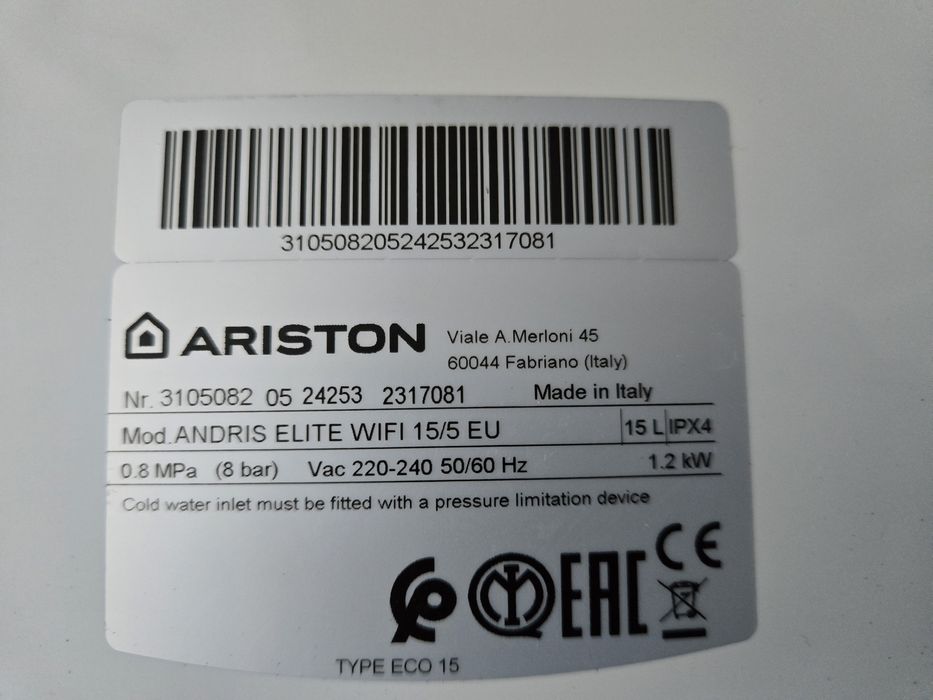 310508205242532317081
ARISTON
Viale A.Merloni 45
60044 Fabriano (Italy)
Nr. 3105082 05 24253 2317081 Made in Italy
Mod.ANDRIS ELITE WIFI 15/5 EU 15 L IPX4
0.8 MPa (8 bar) Vac 220-240 50/60 Hz 1.2 kW
Cold water inlet must be fitted with a pressure limitation device
CE
EAC
TYPE ECO 15